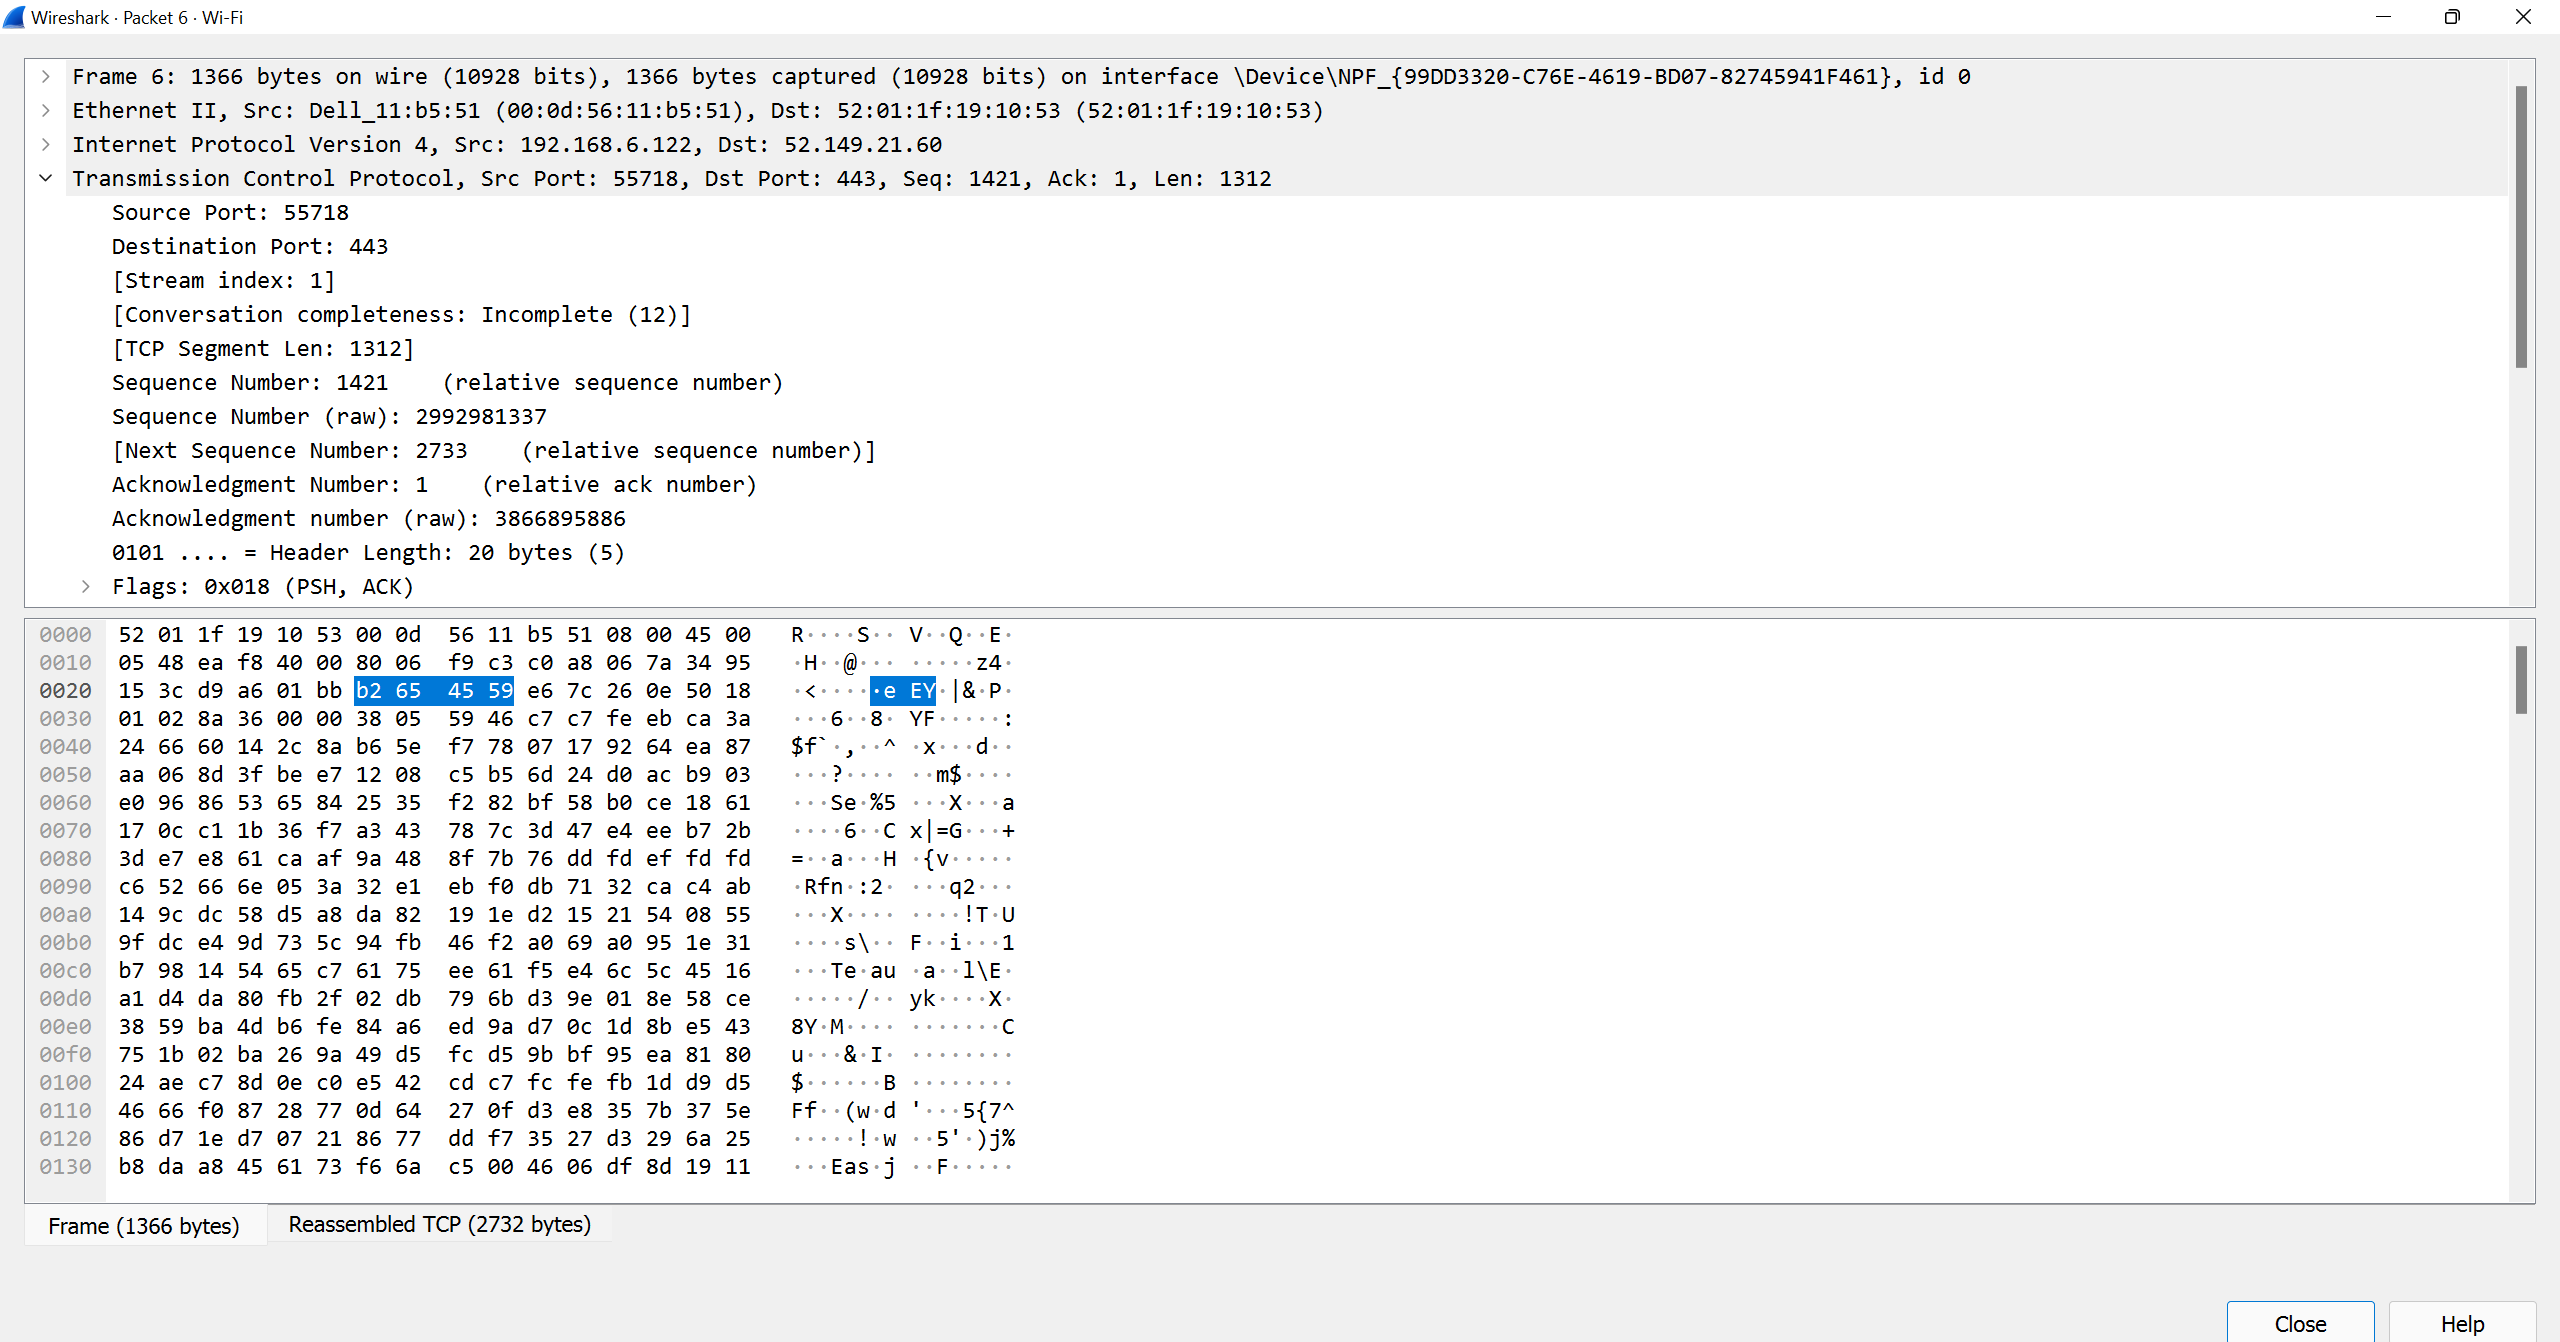 Wireshark · Packet 6 · Wi-Fi
Frame 6: 1366 bytes on wire (10928 bits), 1366 bytes captured (10928 bits) on interface \Device\NPF_{99DD3320-C76E-4619-BD07-82745941F461}, id 0
Ethernet II, Src: Dell_11:b5:51 (00:0d:56:11:b5:51), Dst: 52:01:1f:19:10:53 (52:01:1f:19:10:53)
Internet Protocol Version 4, Src: 192.168.6.122, Dst: 52.149.21.60
Transmission Control Protocol, Src Port: 55718, Dst Port: 443, Seq: 1421, Ack: 1, Len: 1312
Source Port: 55718
Destination Port: 443
[Stream index: 1]
[Conversation completeness: Incomplete (12)]
[TCP Segment Len: 1312]
Sequence Number: 1421    (relative sequence number)
Sequence Number (raw): 2992981337
[Next Sequence Number: 2733    (relative sequence number)]
Acknowledgment Number: 1    (relative ack number)
Acknowledgment number (raw): 3866895886
0101 .... = Header Length: 20 bytes (5)
Flags: 0x018 (PSH, ACK)
0000 52 01 1f 19 10 53 00 0d 56 11 b5 51 08 00 45 00 R····S·· V··Q··E·
0010 05 48 ea f8 40 00 80 06 f9 c3 c0 a8 06 7a 34 95 ·H··@··· ·····z4·
0020 15 3c d9 a6 01 bb b2 65 45 59 e6 7c 26 0e 50 18 ·<·····e EY·|&·P·
0030 01 02 8a 36 00 00 38 05 59 46 c7 c7 fe eb ca 3a ···6··8· YF·····:
0040 24 66 60 14 2c 8a b6 5e f7 78 07 17 92 64 ea 87 $f`·,··^ ·x···d··
0050 aa 06 8d 3f be e7 12 08 c5 b5 6d 24 d0 ac b9 03 ···?···· ··m$····
0060 e0 96 86 53 65 84 25 35 f2 82 bf 58 b0 ce 18 61 ···Se·%5 ···X···a
0070 17 0c c1 1b 36 f7 a3 43 78 7c 3d 47 e4 ee b7 2b ····6··C x|=G···+
0080 3d e7 e8 61 ca af 9a 48 8f 7b 76 dd fd ef fd fd =··a···H ·{v·····
0090 c6 52 66 6e 05 3a 32 e1 eb f0 db 71 32 ca c4 ab ·Rfn·:2· ···q2···
00a0 14 9c dc 58 d5 a8 da 82 19 1e d2 15 21 54 08 55 ···X···· ····!T·U
00b0 9f dc e4 9d 73 5c 94 fb 46 f2 a0 69 a0 95 1e 31 ····s\·· F··i···1
00c0 b7 98 14 54 65 c7 61 75 ee 61 f5 e4 6c 5c 45 16 ···Te·au ·a··l\E·
00d0 a1 d4 da 80 fb 2f 02 db 79 6b d3 9e 01 8e 58 ce ·····/·· yk····X·
00e0 38 59 ba 4d b6 fe 84 a6 ed 9a d7 0c 1d 8b e5 43 8Y·M···· ·······C
00f0 75 1b 02 ba 26 9a 49 d5 fc d5 9b bf 95 ea 81 80 u···&·I· ········
0100 24 ae c7 8d 0e c0 e5 42 cd c7 fc fe fb 1d d9 d5 $······B ········
0110 46 66 f0 87 28 77 0d 64 27 0f d3 e8 35 7b 37 5e Ff··(w·d '···5{7^
0120 86 d7 1e d7 07 21 86 77 dd f7 35 27 d3 29 6a 25 ·····!·w ··5'·)j%
0130 b8 da a8 45 61 73 f6 6a c5 00 46 06 df 8d 19 11 ···Eas·j ··F·····
Frame (1366 bytes) Reassembled TCP (2732 bytes)
Close Help